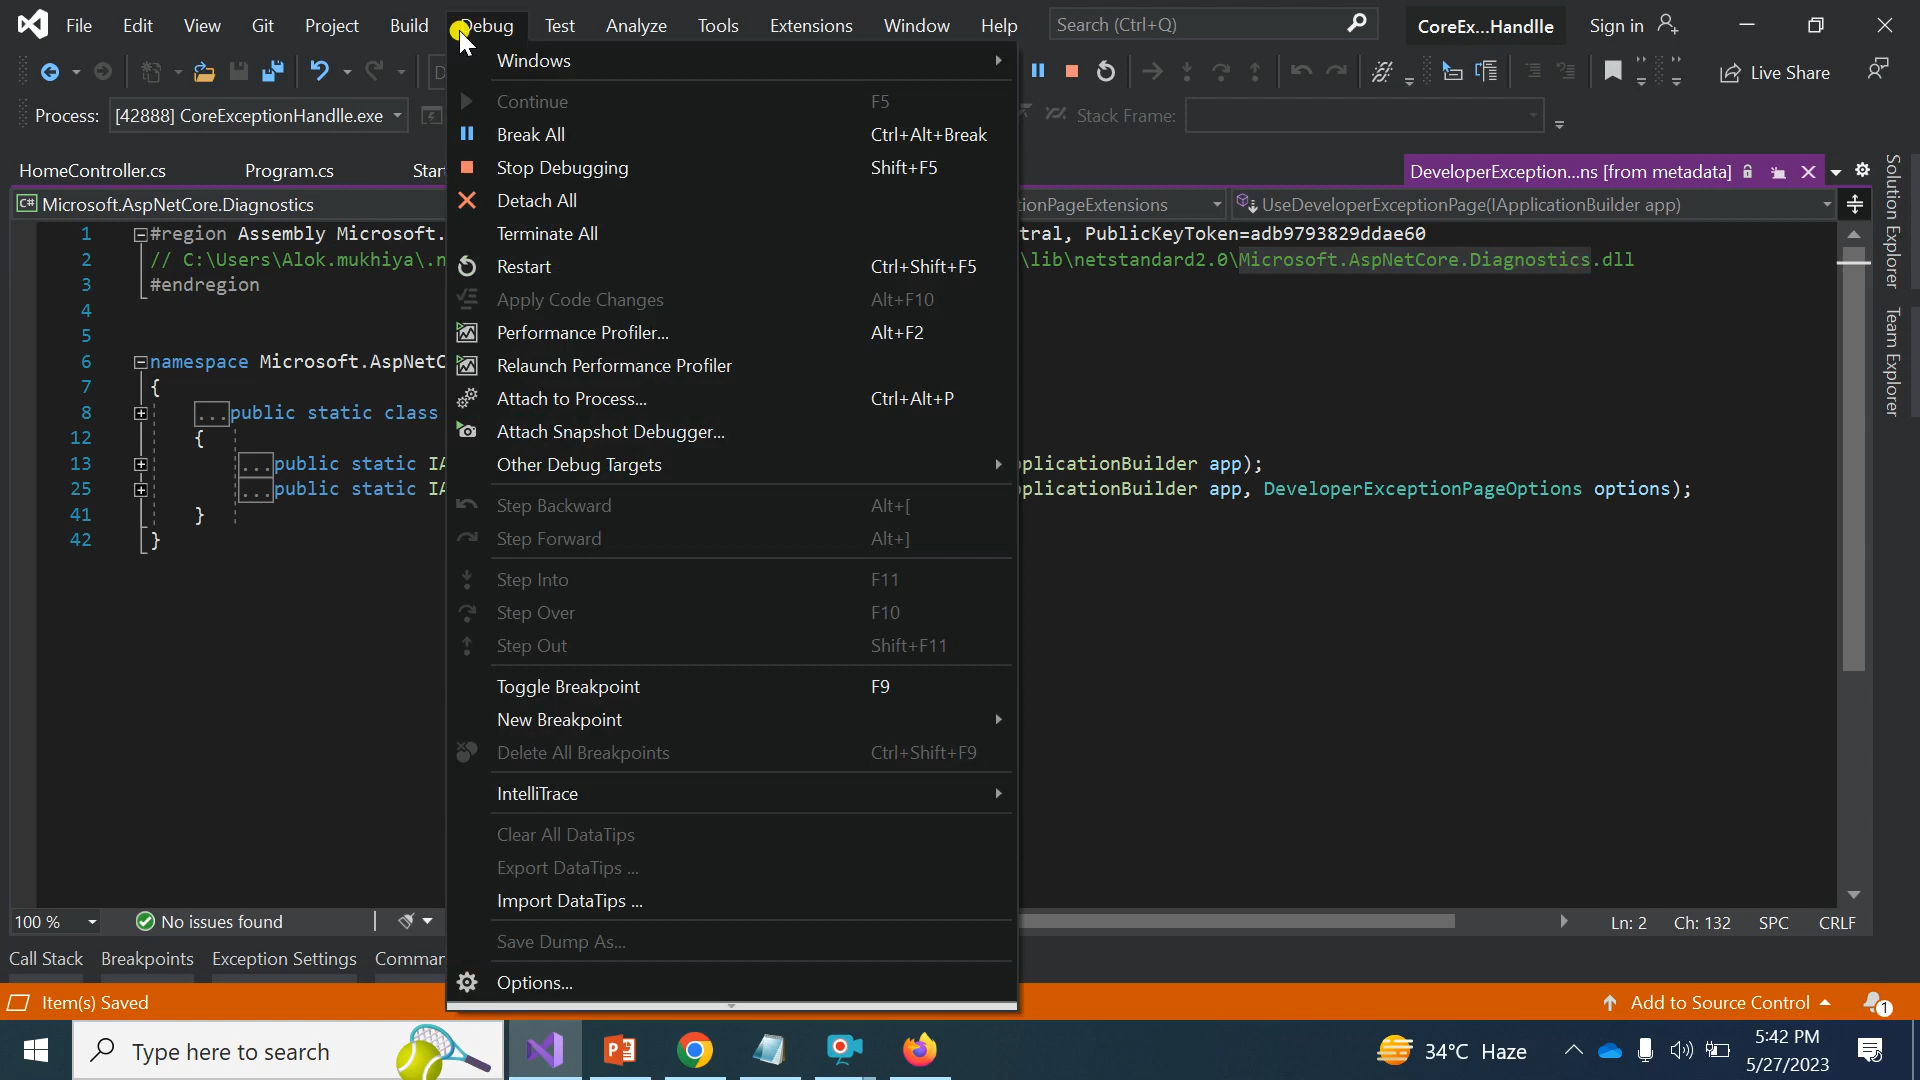 File Edit View Git Project Build Debug Test Analyze Tools Extensions Window Help Search (Ctrl+Q) CoreEx...Handlle Sign in
Live Share
Process: [42888] CoreExceptionHandlle.exe Stack Frame:
HomeController.cs Program.cs DeveloperException...ns [from metadata]
Microsoft.AspNetCore.Diagnostics UseDeveloperExceptionPage(IApplicationBuilder app)
1 #region Assembly Microsoft. PublicKeyToken=adb9793829ddae60
2 // C:\Users\Alok.mukhiya\.n \lib\netstandard2.0\Microsoft.AspNetCore.Diagnostics.dll
3 #endregion
4
5
6 namespace Microsoft.AspNetC
7 {
8 ...public static class
12 {
13 ...public static IA pplicationBuilder app);
25 ...public static IA pplicationBuilder app, DeveloperExceptionPageOptions options);
41 }
42 }
Windows
Continue F5
Break All Ctrl+Alt+Break
Stop Debugging Shift+F5
Detach All
Terminate All
Restart Ctrl+Shift+F5
Apply Code Changes Alt+F10
Performance Profiler... Alt+F2
Relaunch Performance Profiler
Attach to Process... Ctrl+Alt+P
Attach Snapshot Debugger...
Other Debug Targets
Step Backward Alt+[
Step Forward Alt+]
Step Into F11
Step Over F10
Step Out Shift+F11
Toggle Breakpoint F9
New Breakpoint
Delete All Breakpoints Ctrl+Shift+F9
IntelliTrace
Clear All DataTips
Export DataTips ...
Import DataTips ...
Save Dump As...
Options...
Solution Explorer
Team Explorer
100 % No issues found Ln: 2 Ch: 132 SPC CRLF
Call Stack Breakpoints Exception Settings Comman
Item(s) Saved Add to Source Control 1
Type here to search 34°C Haze 5:42 PM
5/27/2023